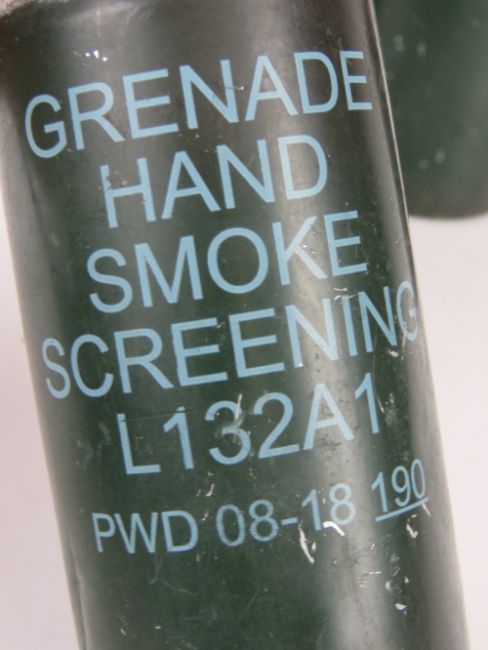 GRENADE
HAND
SMOKE
SCREENING
L132A1
PWD 08-18 190